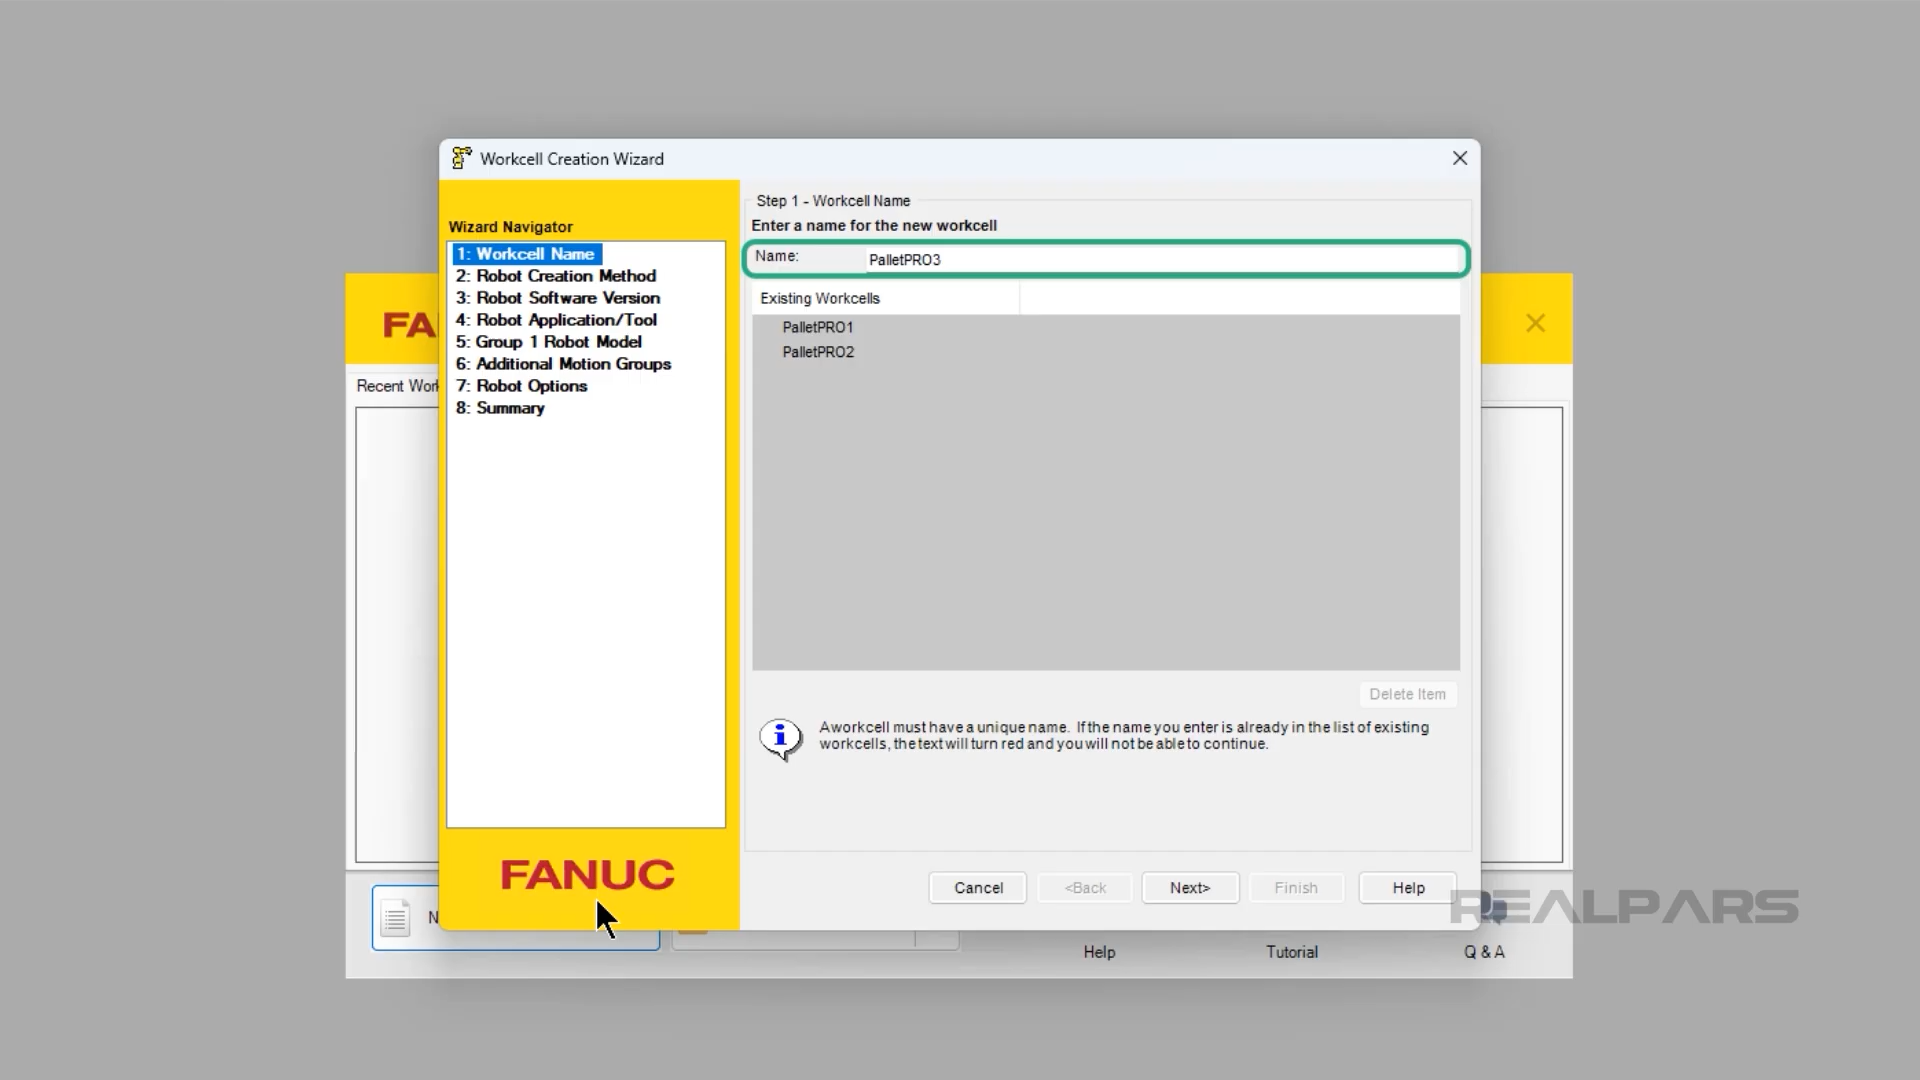 Workcell Creation Wizard
Wizard Navigator
1: Workcell Name
2: Robot Creation Method
3: Robot Software Version
4: Robot Application/Tool
5: Group 1 Robot Model
6: Additional Motion Groups
7: Robot Options
8: Summary
FANUC
Step 1 - Workcell Name
Enter a name for the new workcell
Name: PalletPRO3
Existing Workcells
PalletPRO1
PalletPRO2
Delete Item
A workcell must have a unique name. If the name you enter is already in the list of existing
workcells, the text will turn red and you will not be able to continue.
Cancel <Back Next> Finish Help
FA
Recent Work
N
Help Tutorial Q & A
REALPARS